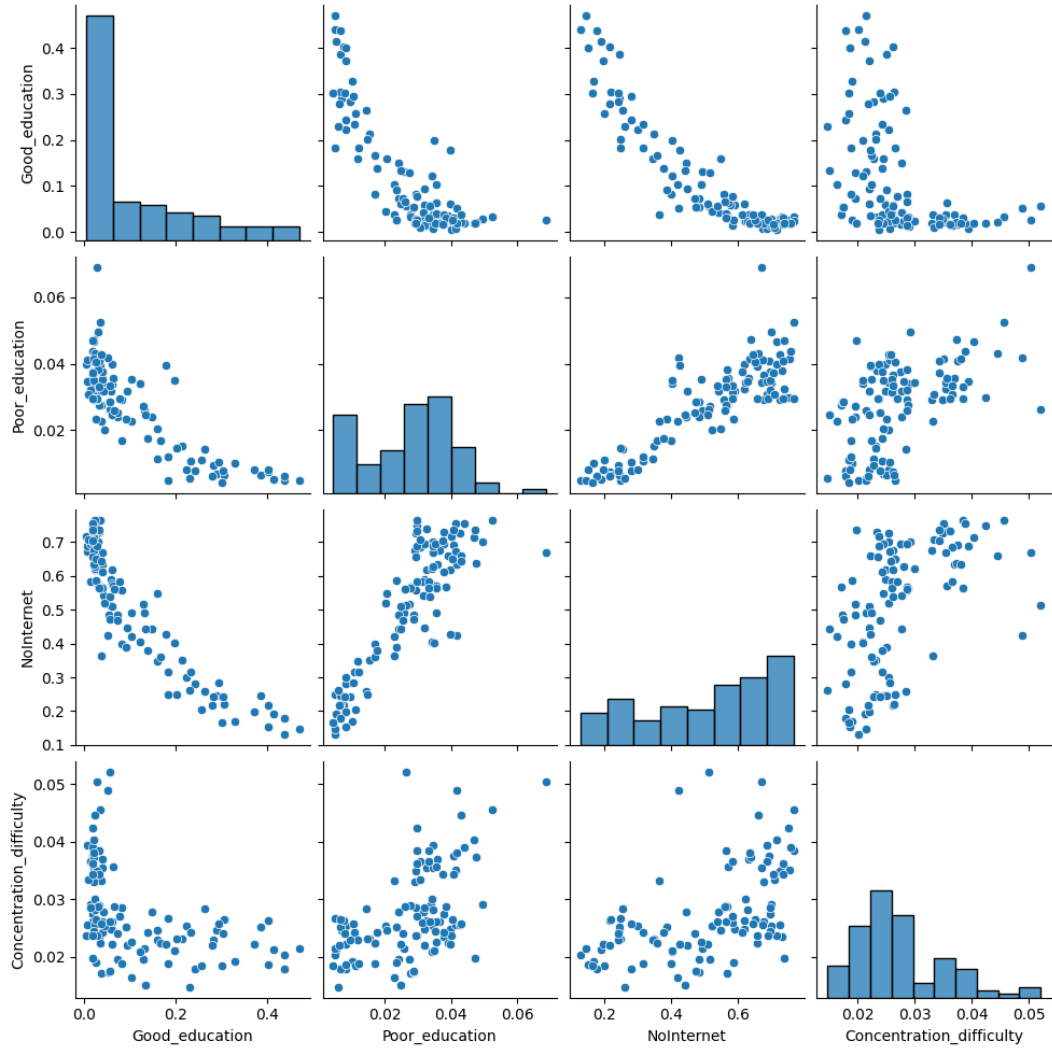 Good_education
0.4
0.3
0.2
0.1
0.0
Poor_education
0.06
0.04
0.02
NoInternet
0.7
0.6
0.5
0.4
0.3
0.2
0.1
Concentration_difficulty
0.05
0.04
0.03
0.02
0.0 0.2 0.4
0.02 0.04 0.06
0.2 0.4 0.6
0.02 0.03 0.04 0.05
Good_education Poor_education NoInternet Concentration_difficulty